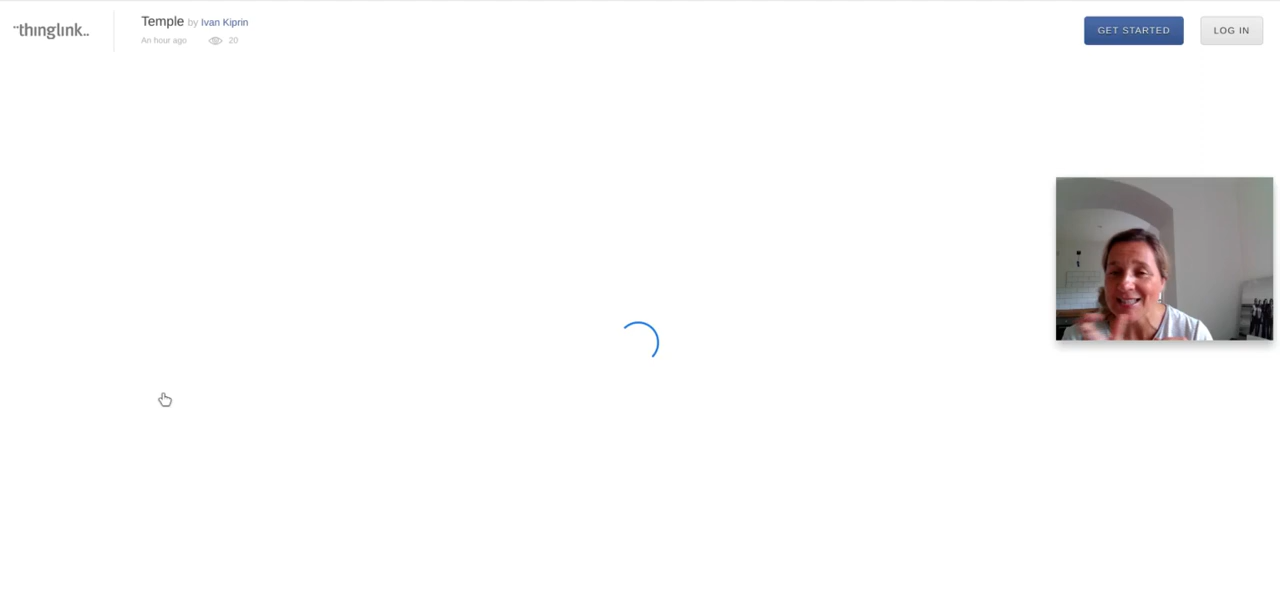 thinglink..
Temple by Ivan Kiprin
An hour ago 20
GET STARTED
LOG IN